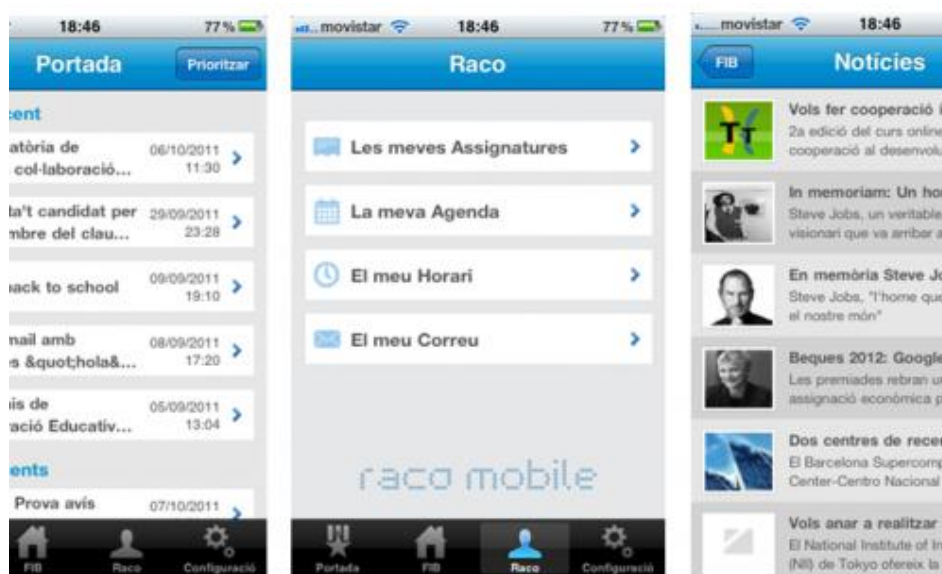 18:46 77 %
Portada Prioritzar
cent
atòria de
col·laboració... 06/10/2011
11:30
ta't candidat per
mbre del clau... 29/09/2011
23:28
back to school 09/09/2011
19:10
mail amb
s &quot;hola&... 08/09/2011
17:20
is de
ació Educativ... 05/09/2011
13:04
ents
Prova avís 07/10/2011
FIB Raco Configuració
movistar 18:46 77 %
Raco
Les meves Assignatures
La meva Agenda
El meu Horari
El meu Correu
raco mobile
Portada FIB Raco Configuració
movistar 18:46
FIB Notícies
Vols fer cooperació i
2a edició del curs online
cooperació al desenvolu
In memoriam: Un hor
Steve Jobs, un veritable
visionari que va arribar a
En memòria Steve Jo
Steve Jobs, "l'home que
el nostre món"
Beques 2012: Google
Les premiades rebran u
assignació econòmica p
Dos centres de recer
El Barcelona Supercomp
Center-Centro Nacional
Vols anar a realitzar
El National Institute of In
(NII) de Tokyo ofereix la